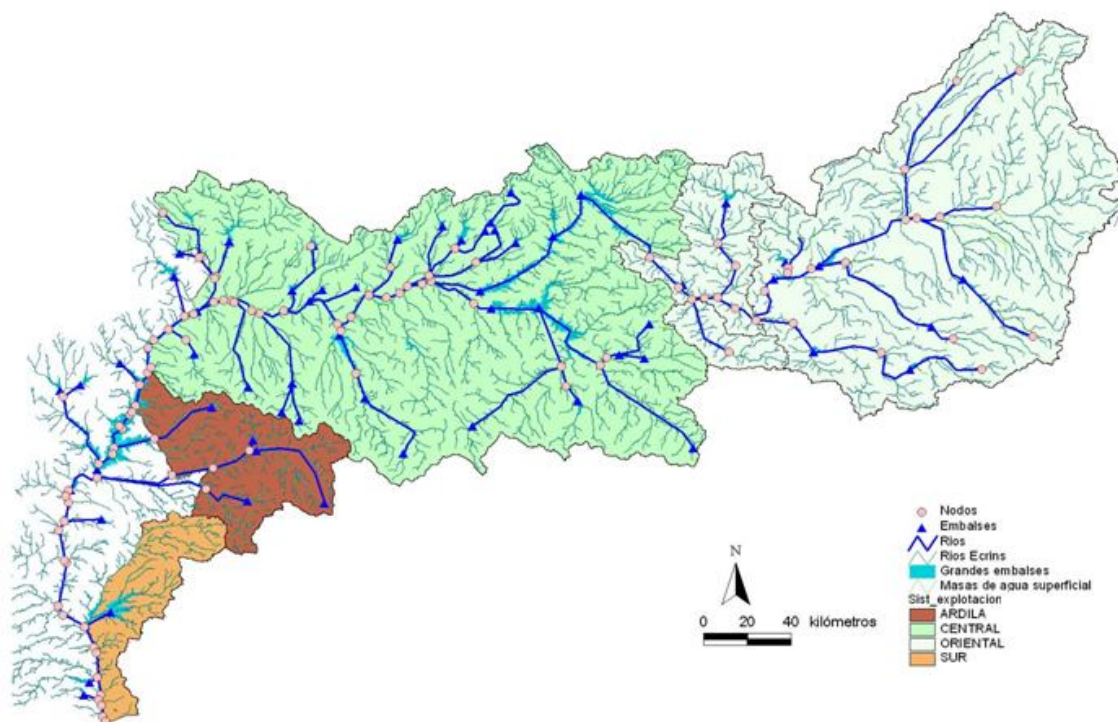 Nodos
Embalses
Rios
Rios Ecrins
Grandes embalses
Masas de agua superficial
Sist_explotacion
ARDILA
CENTRAL
ORIENTAL
SUR
N
0 20 40 kilómetros